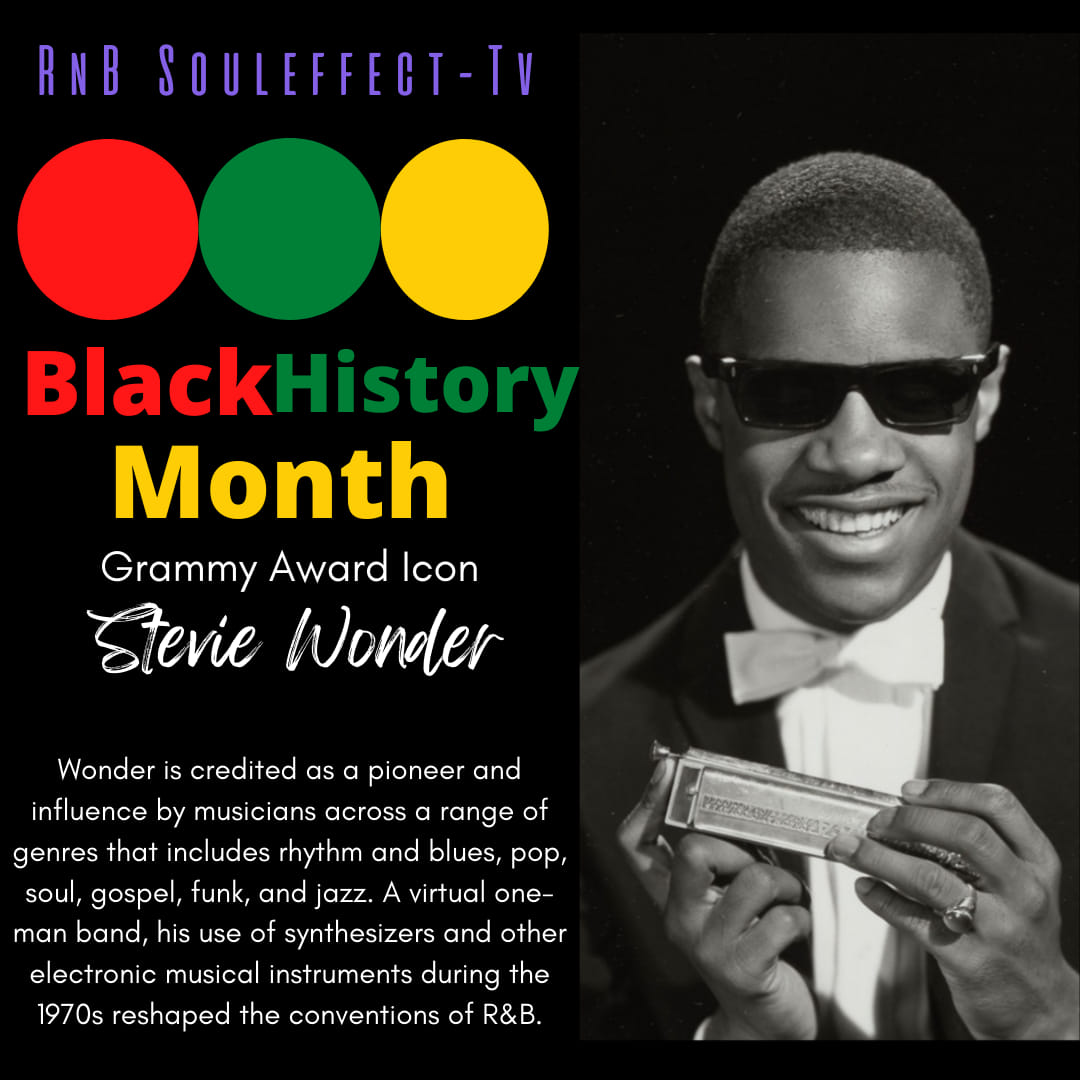 RnB Souleffect-Tv
BlackHistory
Month
Grammy Award Icon
Stevie Wonder
Wonder is credited as a pioneer and
influence by musicians across a range of
genres that includes rhythm and blues, pop,
soul, gospel, funk, and jazz. A virtual one-
man band, his use of synthesizers and other
electronic musical instruments during the
1970s reshaped the conventions of R&B.